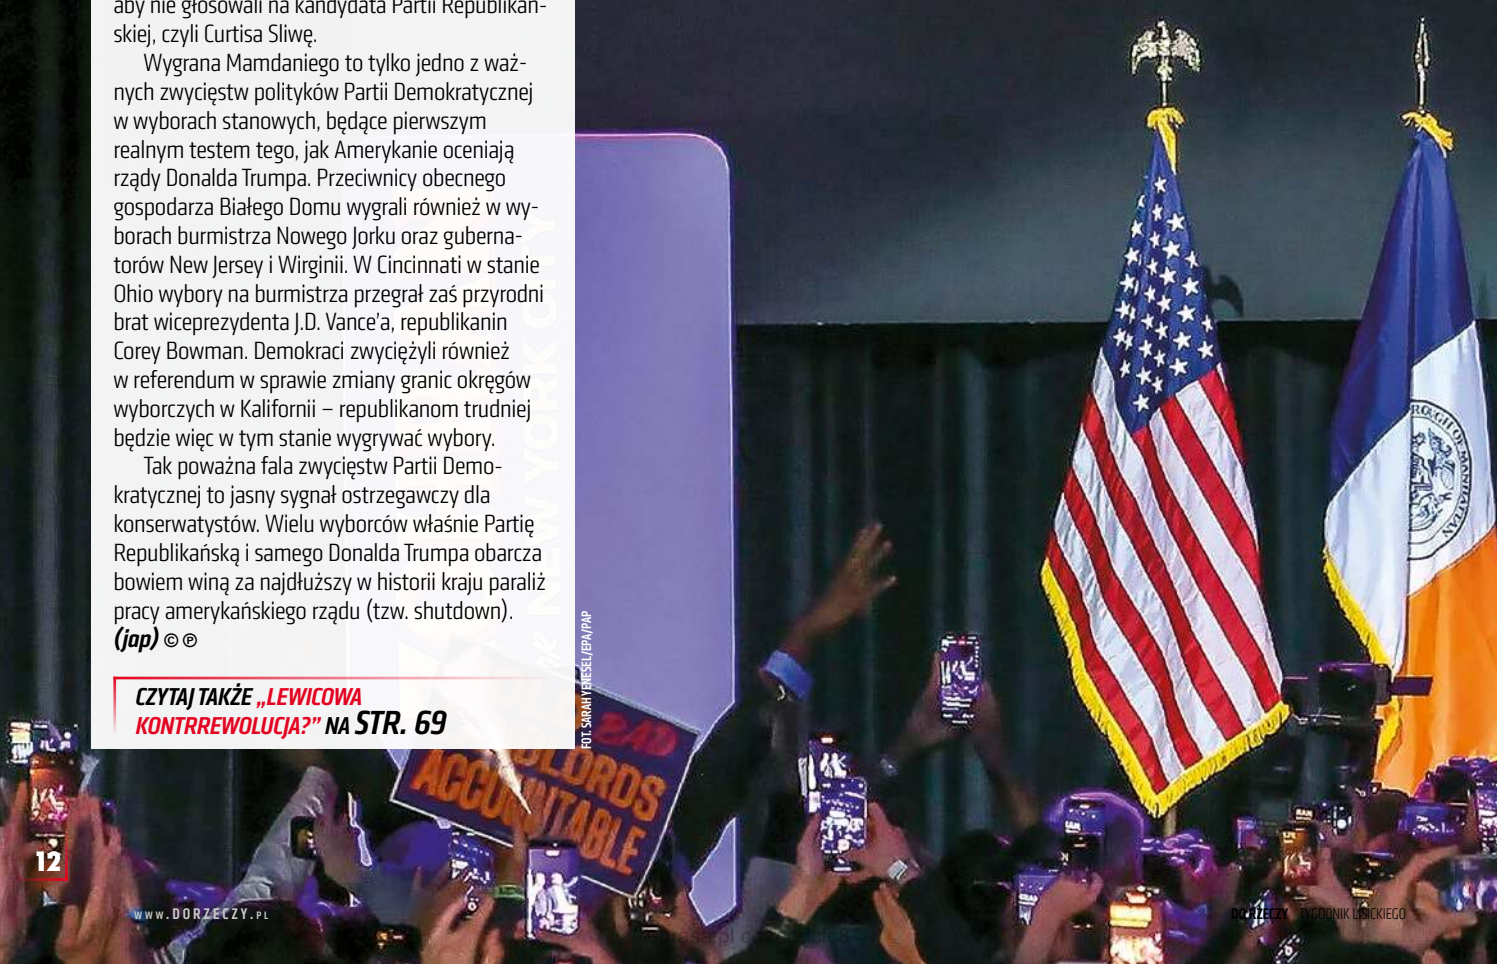 aby nie głosowali na kandydata Partii Republikań-
skiej, czyli Curtisa Sliwę.
Wygrana Mamdaniego to tylko jedno z waż-
nych zwycięstw polityków Partii Demokratycznej
w wyborach stanowych, będące pierwszym
realnym testem tego, jak Amerykanie oceniają
rządy Donalda Trumpa. Przeciwnicy obecnego
gospodarza Białego Domu wygrali również w wy-
borach burmistrza Nowego Jorku oraz guberna-
torów New Jersey i Wirginii. W Cincinnati w stanie
Ohio wybory na burmistrza przegrał zaś przyrodni
brat wiceprezydenta J.D. Vance’a, republikanin
Corey Bowman. Demokraci zwyciężyli również
w referendum w sprawie zmiany granic okręgów
wyborczych w Kalifornii – republikanom trudniej
będzie więc w tym stanie wygrywać wybory.
Tak poważna fala zwycięstw Partii Demo-
kratycznej to jasny sygnał ostrzegawczy dla
konserwatystów. Wielu wyborców właśnie Partię
Republikańską i samego Donalda Trumpa obarcza
bowiem winą za najdłuższy w historii kraju paraliż
pracy amerykańskiego rządu (tzw. shutdown).
(jap) © ℗
CZYTAJ TAKŻE „LEWICOWA
KONTRREWOLUCJA?” NA STR. 69
FOT. SARAH YENESEL/EPA/PAP
NEW YORK CITY
BAD
ACCOUNTABLE
OF MANHATTAN
12
WWW.DORZECZY.PL
DO RZECZY TYGODNIK LISICKIEGO